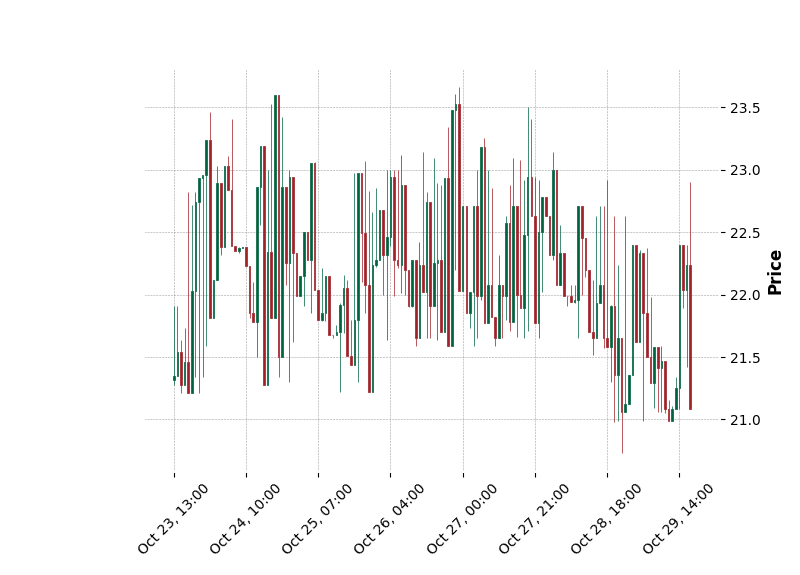 23.5
23.0
22.5
22.0
21.5
21.0
Price
Oct 23, 13:00
Oct 24, 10:00
Oct 25, 07:00
Oct 26, 04:00
Oct 27, 00:00
Oct 27, 21:00
Oct 28, 18:00
Oct 29, 14:00